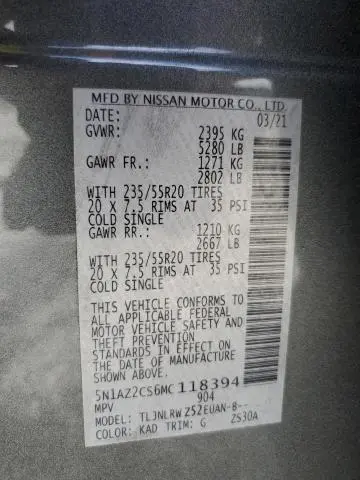 MFD BY NISSAN MOTOR CO., LTD.
DATE: 03/21
GVWR: 2395 KG
5280 LB
GAWR FR.: 1271 KG
2802 LB
WITH 235/55R20 TIRES
20 X 7.5 RIMS AT 35 PSI
COLD SINGLE
GAWR RR.: 1210 KG
2667 LB
WITH 235/55R20 TIRES
20 X 7.5 RIMS AT 35 PSI
COLD SINGLE
THIS VEHICLE CONFORMS TO
ALL APPLICABLE FEDERAL
MOTOR VEHICLE SAFETY AND
THEFT PREVENTION
STANDARDS IN EFFECT ON
THE DATE OF MANUFACTURE
SHOWN ABOVE.
5N1AZ2CS6MC118394
MPV 904
MODEL: TLJNLRWZ52EUAN-B--
COLOR: KAD TRIM: G ZS30A